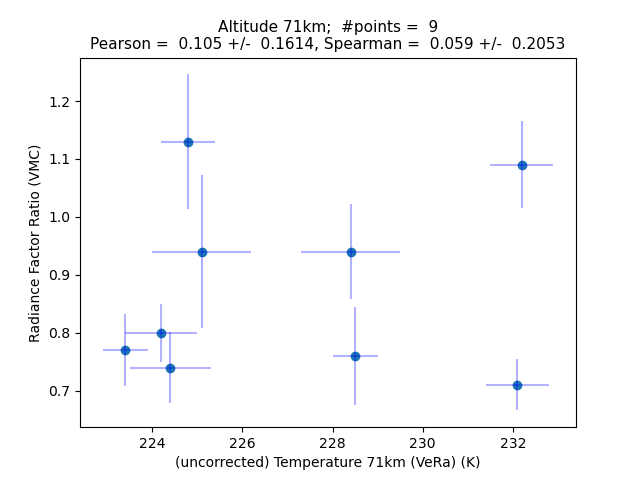 Altitude 71km;  #points =  9
Pearson =  0.105 +/-  0.1614, Spearman =  0.059 +/-  0.2053
1.2
1.1
1.0
0.9
0.8
0.7
Radiance Factor Ratio (VMC)
224
226
228
230
232
(uncorrected) Temperature 71km (VeRa) (K)